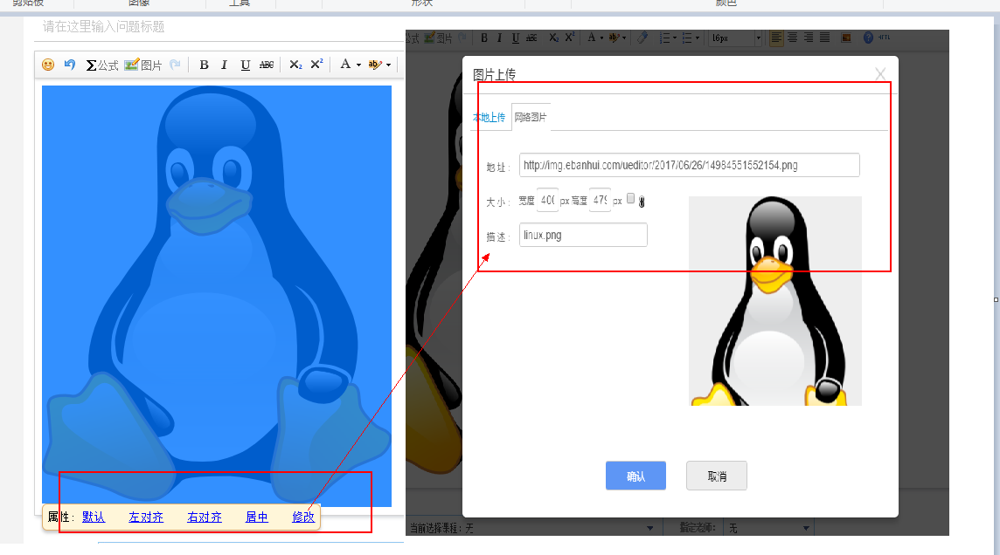 剪贴板 图像 工具 形状 颜色
请在这里输入问题标题
Σ公式 图片 B I U ABC X₂ X² A ab
公式 图片 B I U ABC X₂ X² A ab 16px HTML
图片上传
本地上传 网络图片
地址: http://img.ebanhui.com/ueditor/2017/06/26/14984551552154.png
大小: 宽度 400 px 高度 479 px
描述: linux.png
确认 取消
属性: 默认 左对齐 右对齐 居中 修改
当前选择课程: 无 指定老师: 无